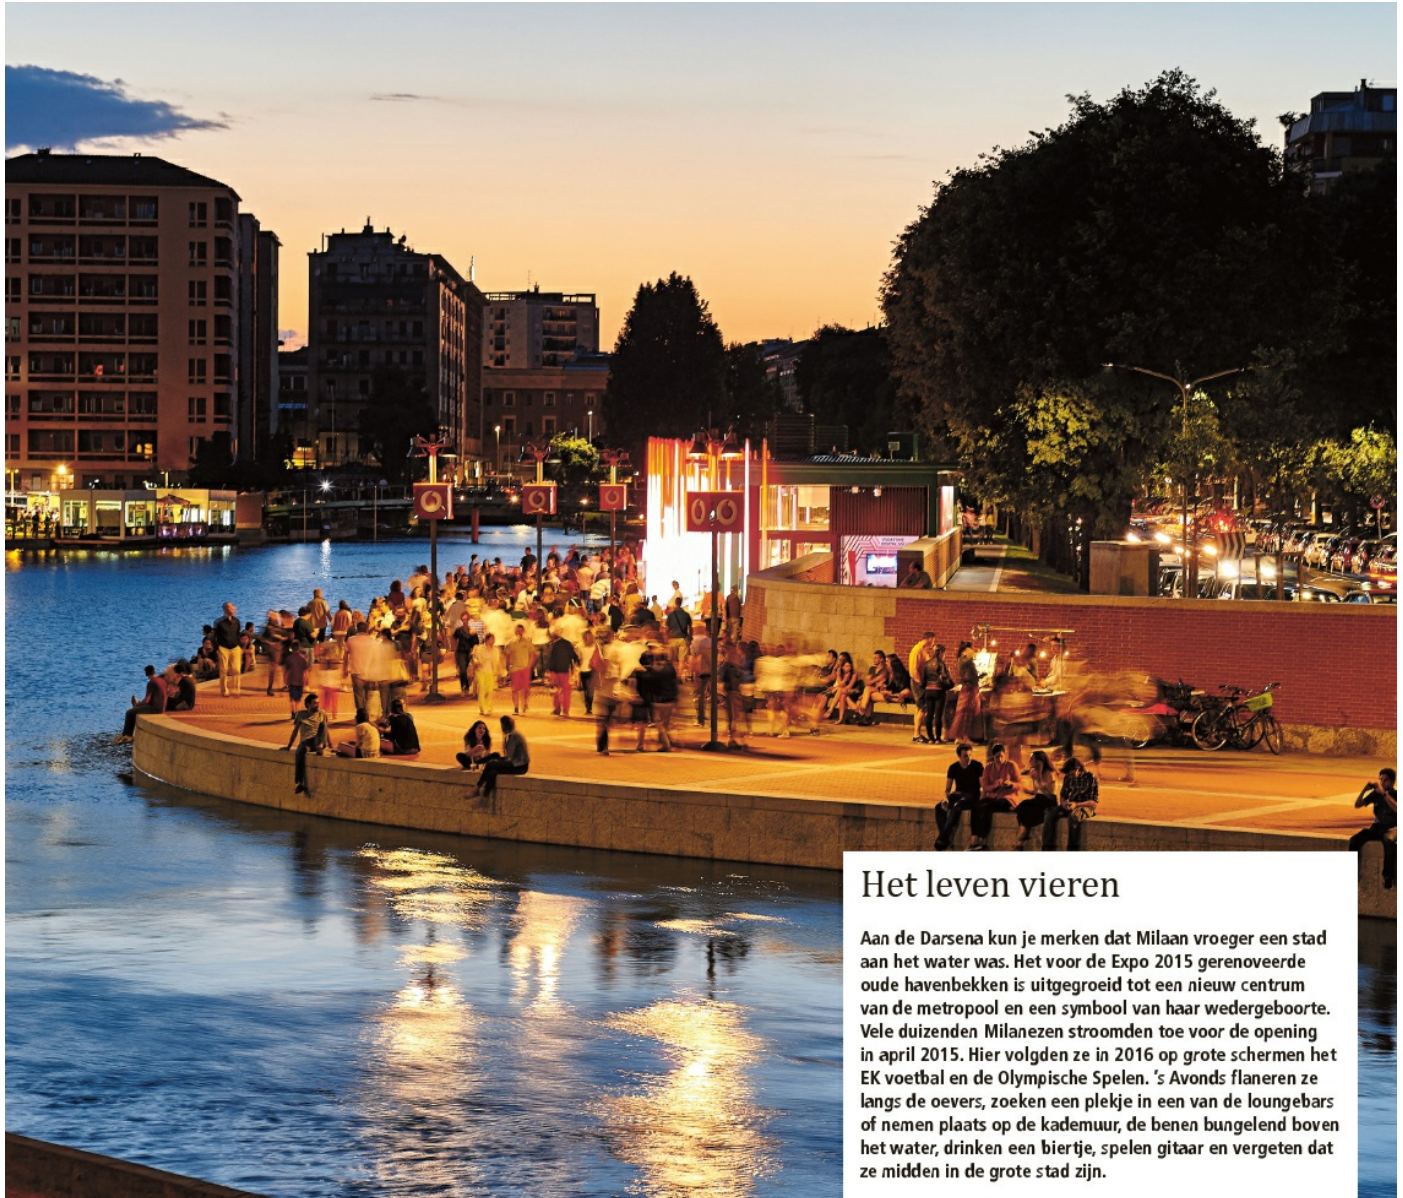 Het leven vieren
Aan de Darsena kun je merken dat Milaan vroeger een stad
aan het water was. Het voor de Expo 2015 gerenoveerde
oude havenbekken is uitgegroeid tot een nieuw centrum
van de metropool en een symbool van haar wedergeboorte.
Vele duizenden Milanezen stroomden toe voor de opening
in april 2015. Hier volgden ze in 2016 op grote schermen het
EK voetbal en de Olympische Spelen. 's Avonds flaneren ze
langs de oevers, zoeken een plekje in een van de loungebars
of nemen plaats op de kademuur, de benen bungelend boven
het water, drinken een biertje, spelen gitaar en vergeten dat
ze midden in de grote stad zijn.